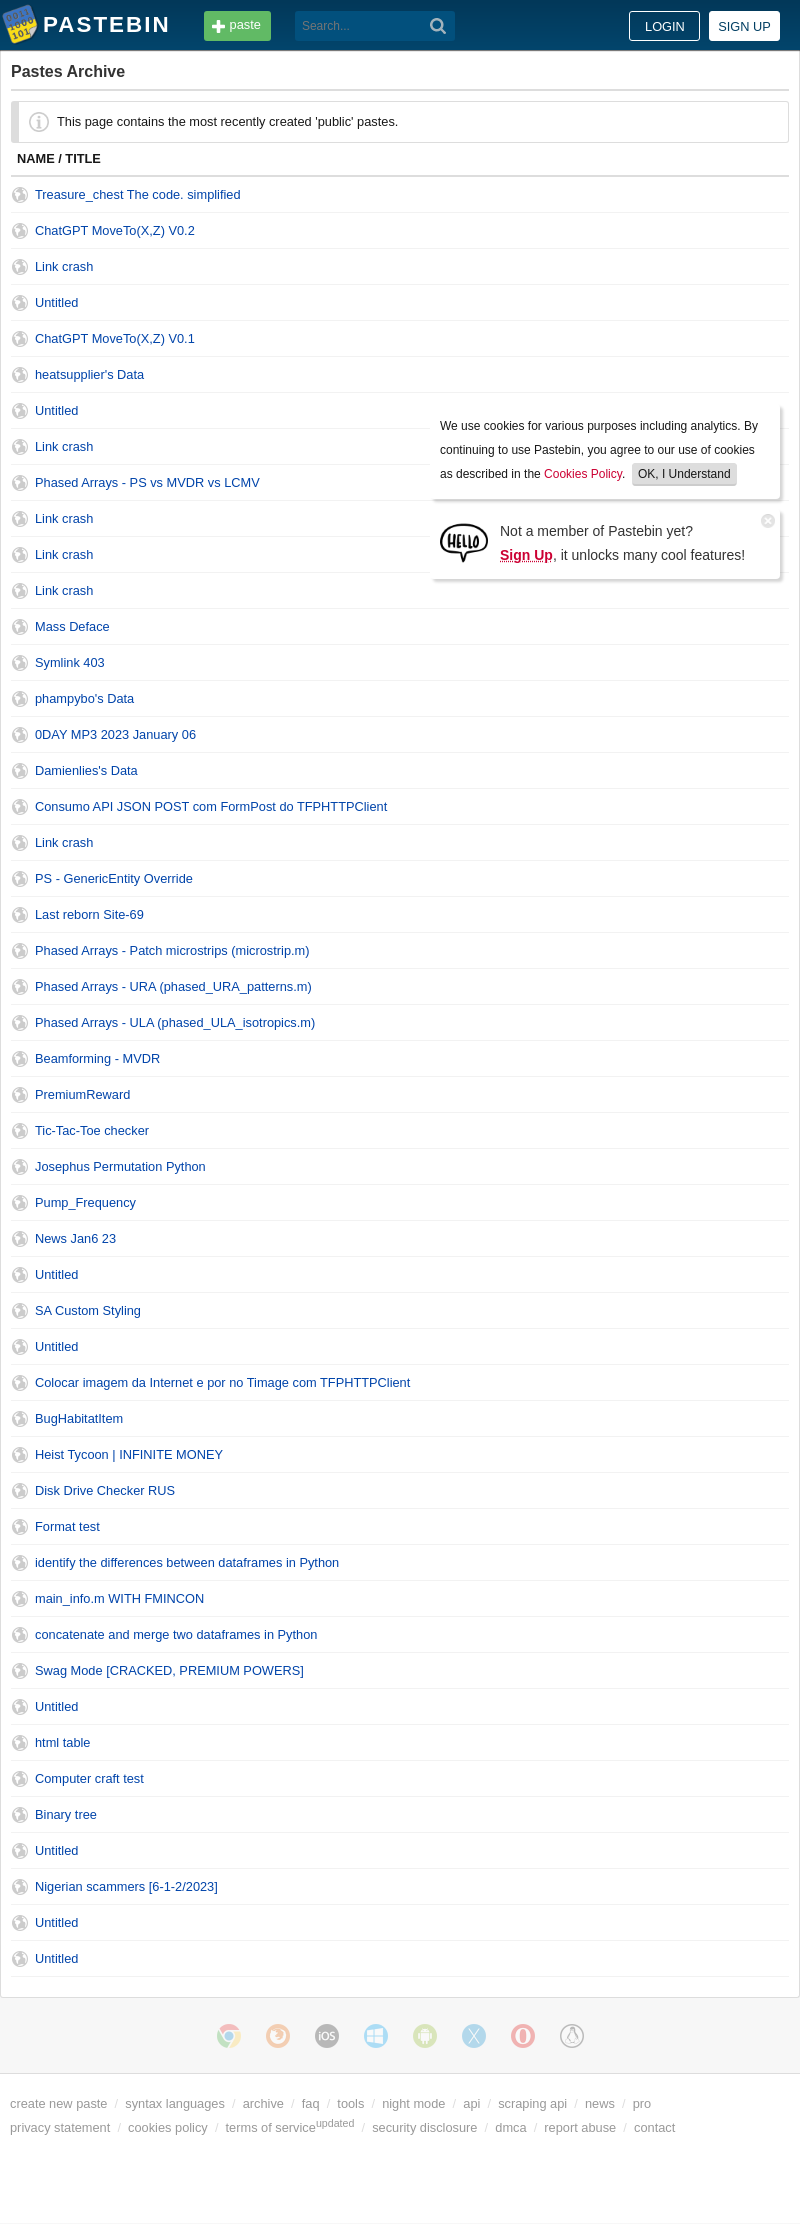 PASTEBIN paste Search... LOGIN SIGN UP
Pastes Archive
This page contains the most recently created 'public' pastes.
NAME / TITLE
Treasure_chest The code. simplified
ChatGPT MoveTo(X,Z) V0.2
Link crash
Untitled
ChatGPT MoveTo(X,Z) V0.1
heatsupplier's Data
Untitled
Link crash
Phased Arrays - PS vs MVDR vs LCMV
Link crash
Link crash
Link crash
We use cookies for various purposes including analytics. By
continuing to use Pastebin, you agree to our use of cookies
as described in the Cookies Policy. OK, I Understand
HELLO
Not a member of Pastebin yet?
Sign Up, it unlocks many cool features!
Mass Deface
Symlink 403
phampybo's Data
0DAY MP3 2023 January 06
Damienlies's Data
Consumo API JSON POST com FormPost do TFPHTTPClient
Link crash
PS - GenericEntity Override
Last reborn Site-69
Phased Arrays - Patch microstrips (microstrip.m)
Phased Arrays - URA (phased_URA_patterns.m)
Phased Arrays - ULA (phased_ULA_isotropics.m)
Beamforming - MVDR
PremiumReward
Tic-Tac-Toe checker
Josephus Permutation Python
Pump_Frequency
News Jan6 23
Untitled
SA Custom Styling
Untitled
Colocar imagem da Internet e por no Timage com TFPHTTPClient
BugHabitatItem
Heist Tycoon | INFINITE MONEY
Disk Drive Checker RUS
Format test
identify the differences between dataframes in Python
main_info.m WITH FMINCON
concatenate and merge two dataframes in Python
Swag Mode [CRACKED, PREMIUM POWERS]
Untitled
html table
Computer craft test
Binary tree
Untitled
Nigerian scammers [6-1-2/2023]
Untitled
Untitled
iOS
create new paste / syntax languages / archive / faq / tools / night mode / api / scraping api / news / pro
privacy statement / cookies policy / terms of serviceupdated / security disclosure / dmca / report abuse / contact